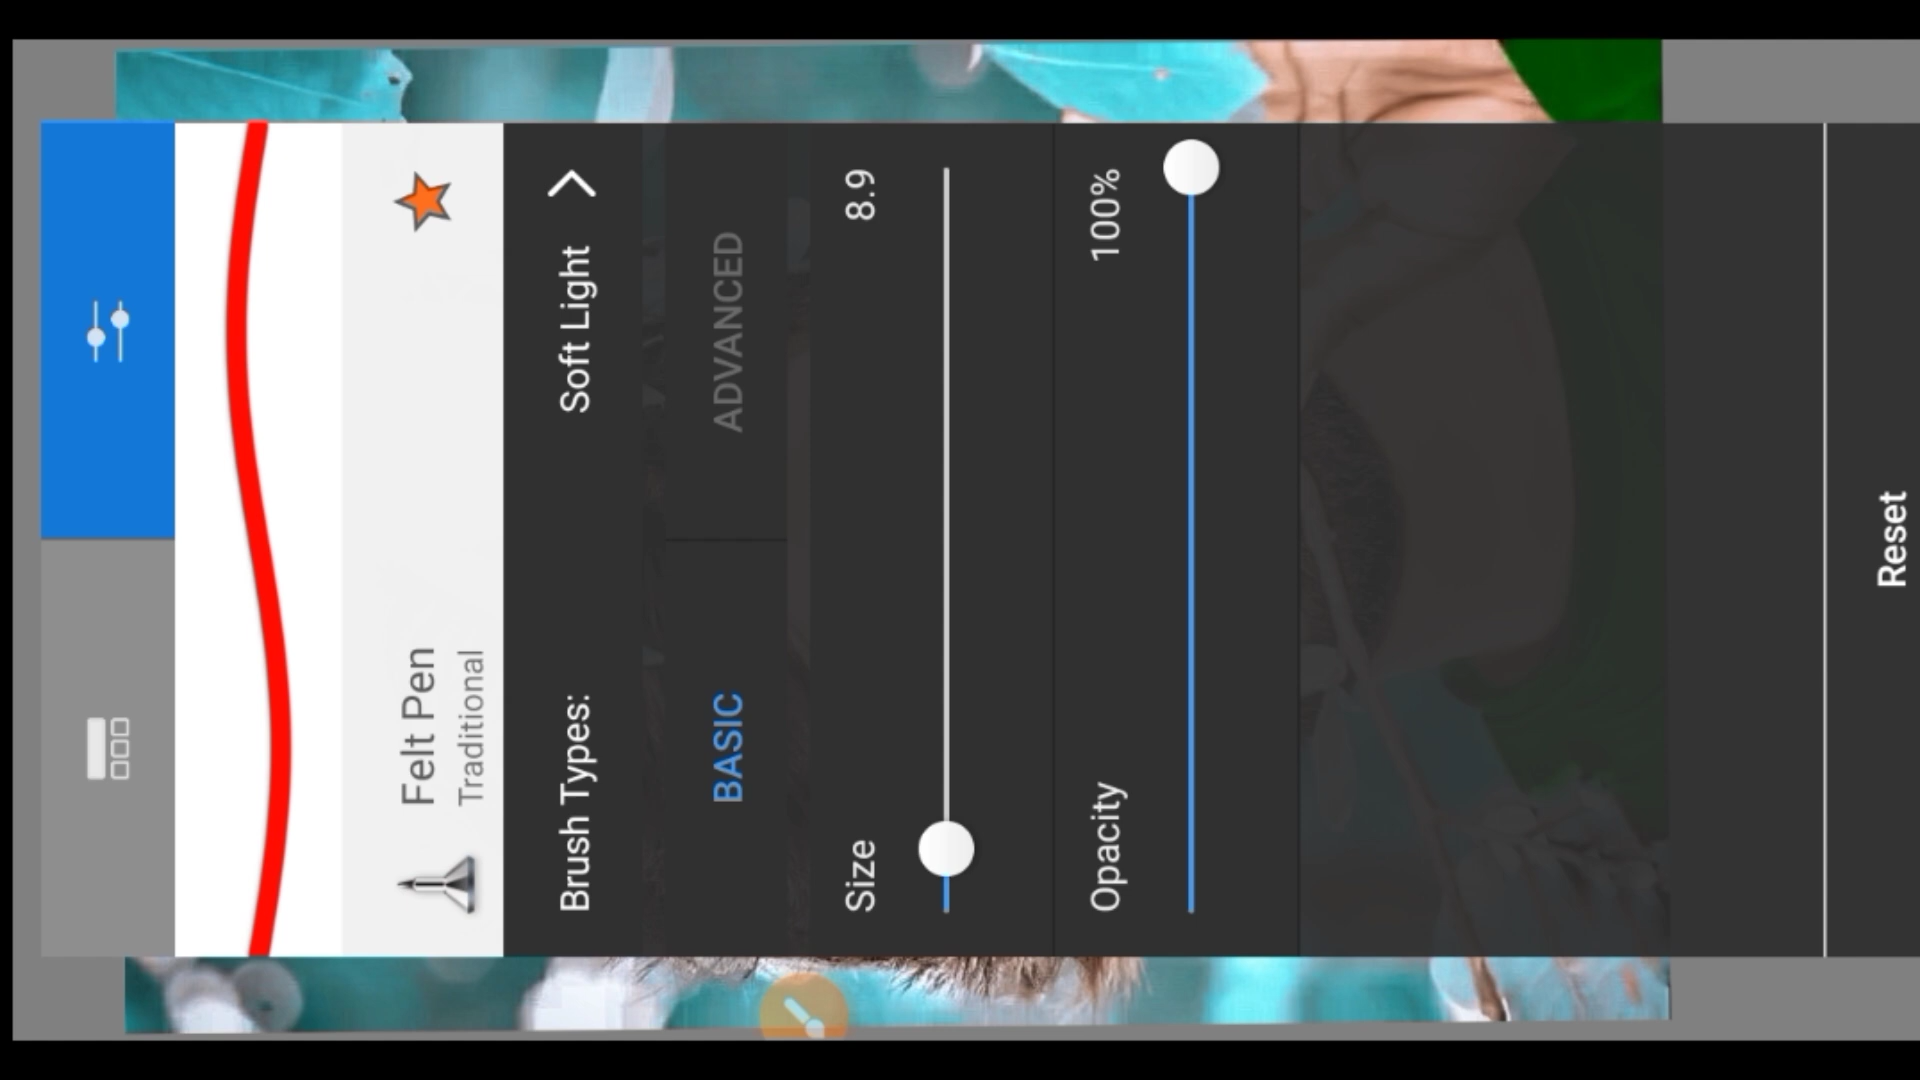 Felt Pen
Traditional
Brush Types: Soft Light
BASIC ADVANCED
Size 8.9
Opacity 100%
Reset